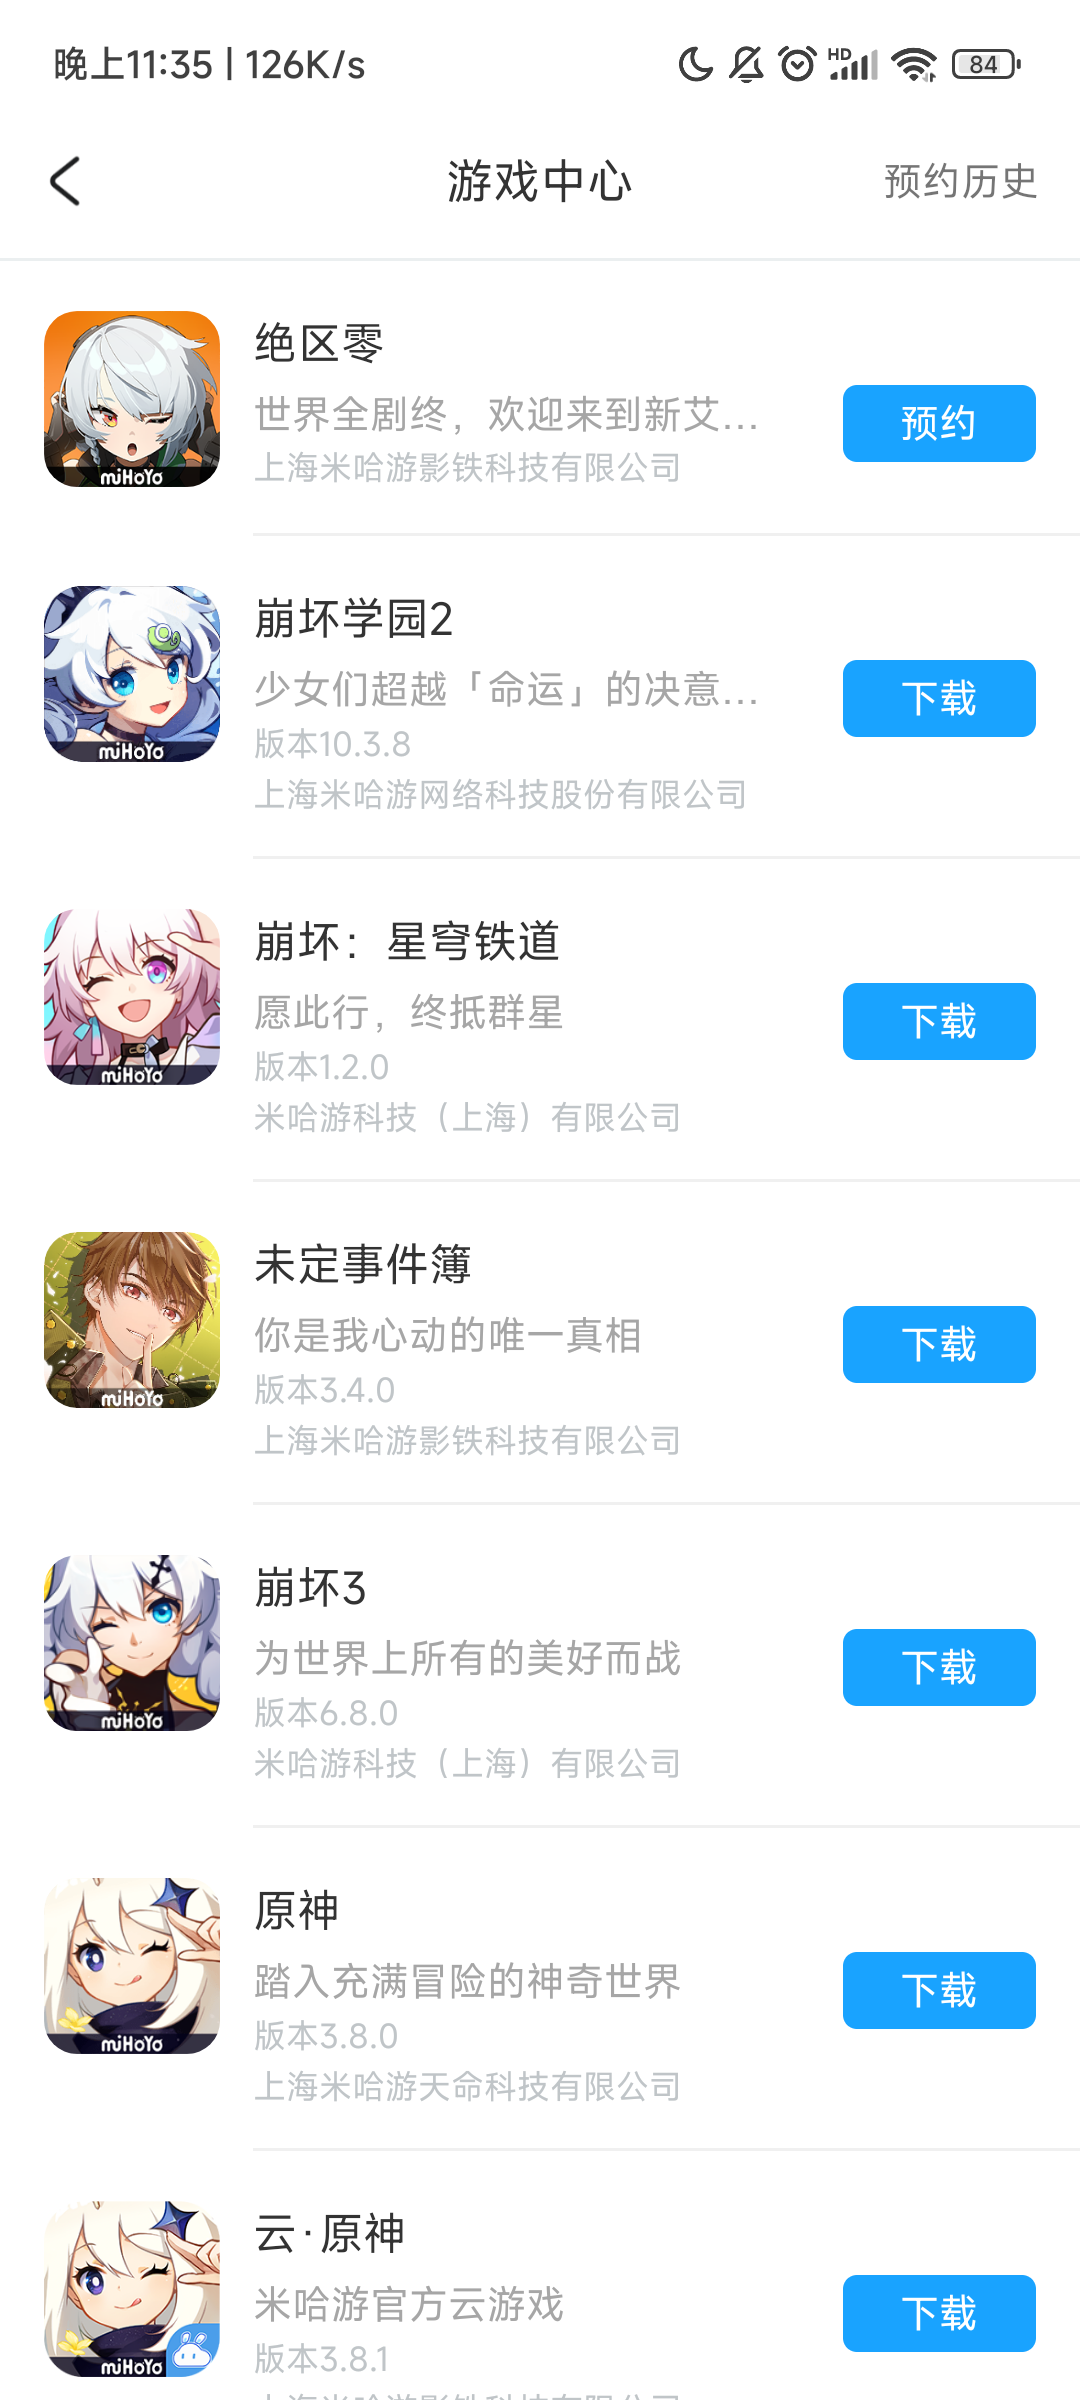 晚上11:35 | 126K/s
HD
84
游戏中心
预约历史
绝区零
世界全剧终，欢迎来到新艾...
上海米哈游影铁科技有限公司
预约
miHoYo
崩坏学园2
少女们超越「命运」的决意...
版本10.3.8
上海米哈游网络科技股份有限公司
下载
miHoYo
崩坏：星穹铁道
愿此行，终抵群星
版本1.2.0
米哈游科技（上海）有限公司
下载
miHoYo
未定事件簿
你是我心动的唯一真相
版本3.4.0
上海米哈游影铁科技有限公司
下载
miHoYo
崩坏3
为世界上所有的美好而战
版本6.8.0
米哈游科技（上海）有限公司
下载
miHoYo
原神
踏入充满冒险的神奇世界
版本3.8.0
上海米哈游天命科技有限公司
下载
miHoYo
云·原神
米哈游官方云游戏
版本3.8.1
下载
miHoYo